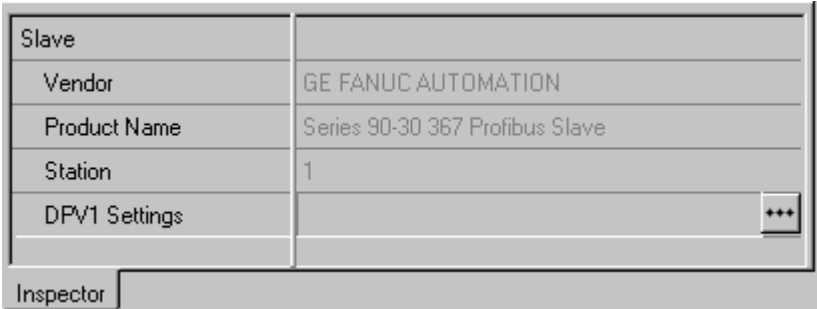 Slave
Vendor GE FANUC AUTOMATION
Product Name Series 90-30 367 Profibus Slave
Station 1
DPV1 Settings
Inspector